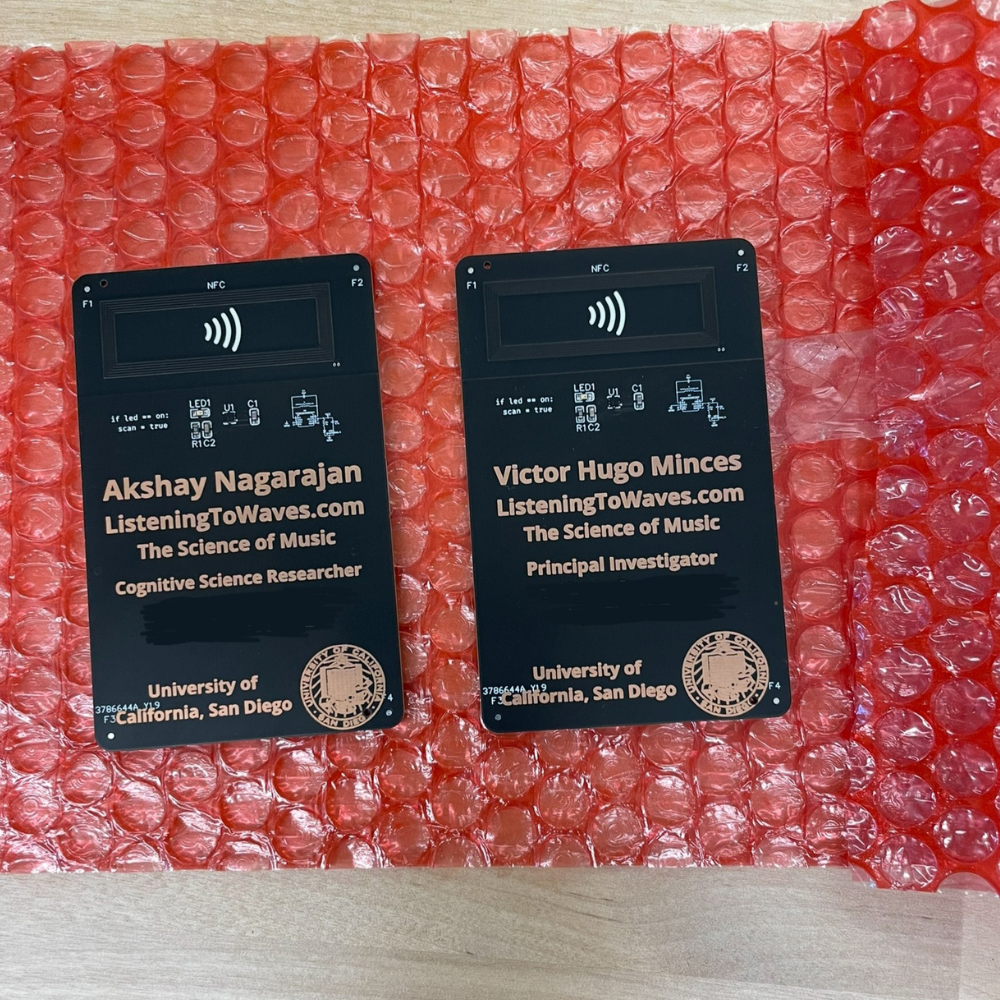 NFC
F1
F2
if led == on:
scan = true
LED1
U1
C1
R1C2
Akshay Nagarajan
ListeningToWaves.com
The Science of Music
Cognitive Science Researcher
University of
California, San Diego
3786644A_Y19
F3
4
UNIVERSITY OF CALIFORNIA
SAN DIEGO
NFC
F1
F2
if led == on:
scan = true
LED1
U1
C1
R1C2
Victor Hugo Minces
ListeningToWaves.com
The Science of Music
Principal Investigator
University of
California, San Diego
3786644A_Y19
F3
F4
UNIVERSITY OF CALIFORNIA
SAN DIEGO